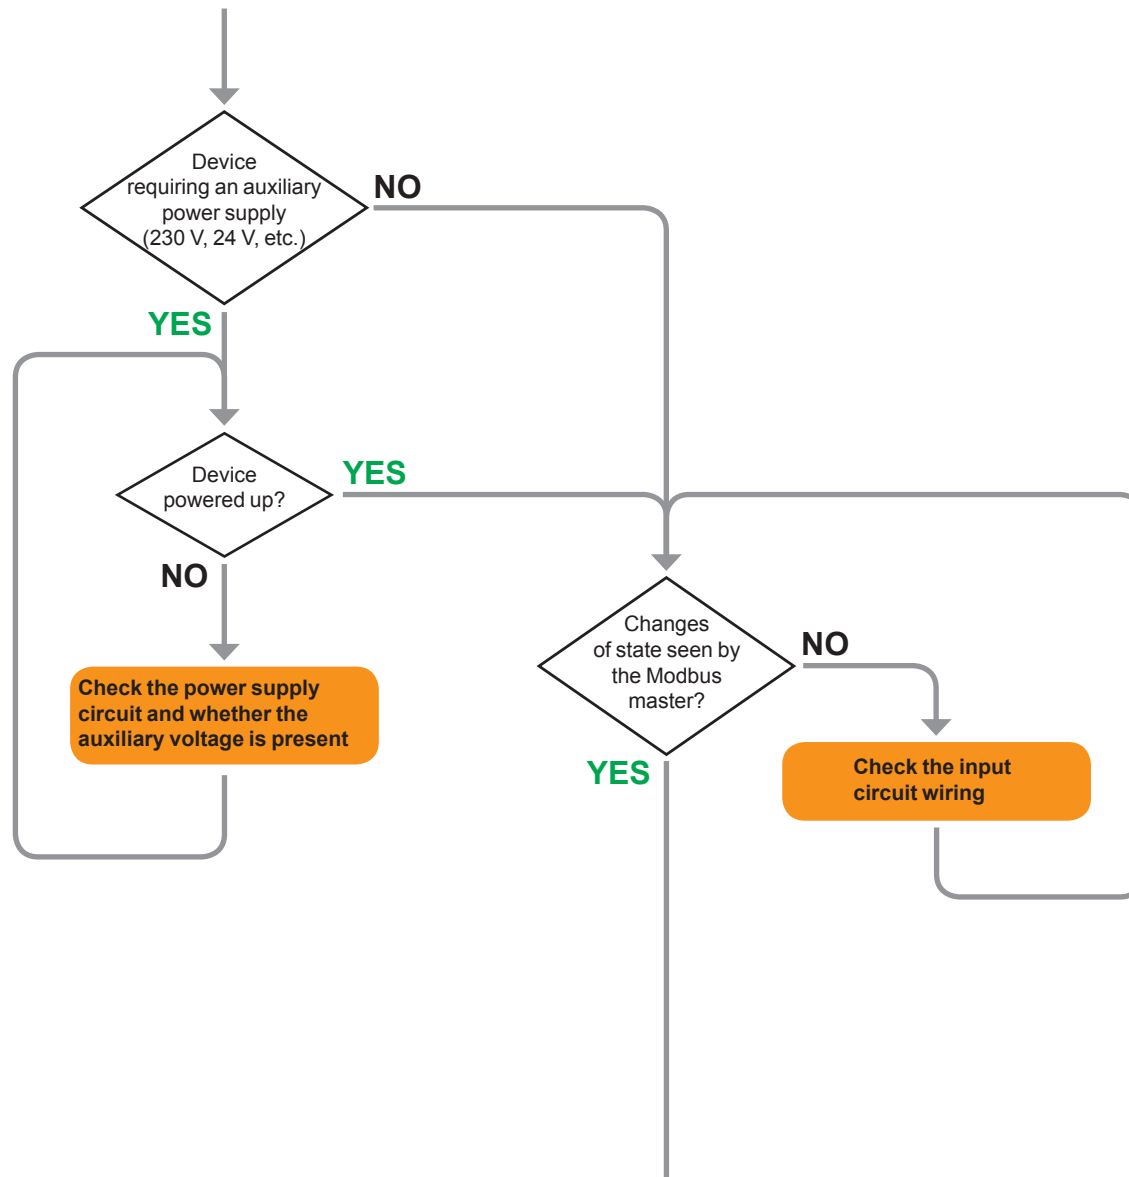 Device
requiring an auxiliary
power supply
(230 V, 24 V, etc.)
NO
YES
Device
powered up?
YES
NO
Check the power supply
circuit and whether the
auxiliary voltage is present
Changes
of state seen by
the Modbus
master?
NO
YES
Check the input
circuit wiring